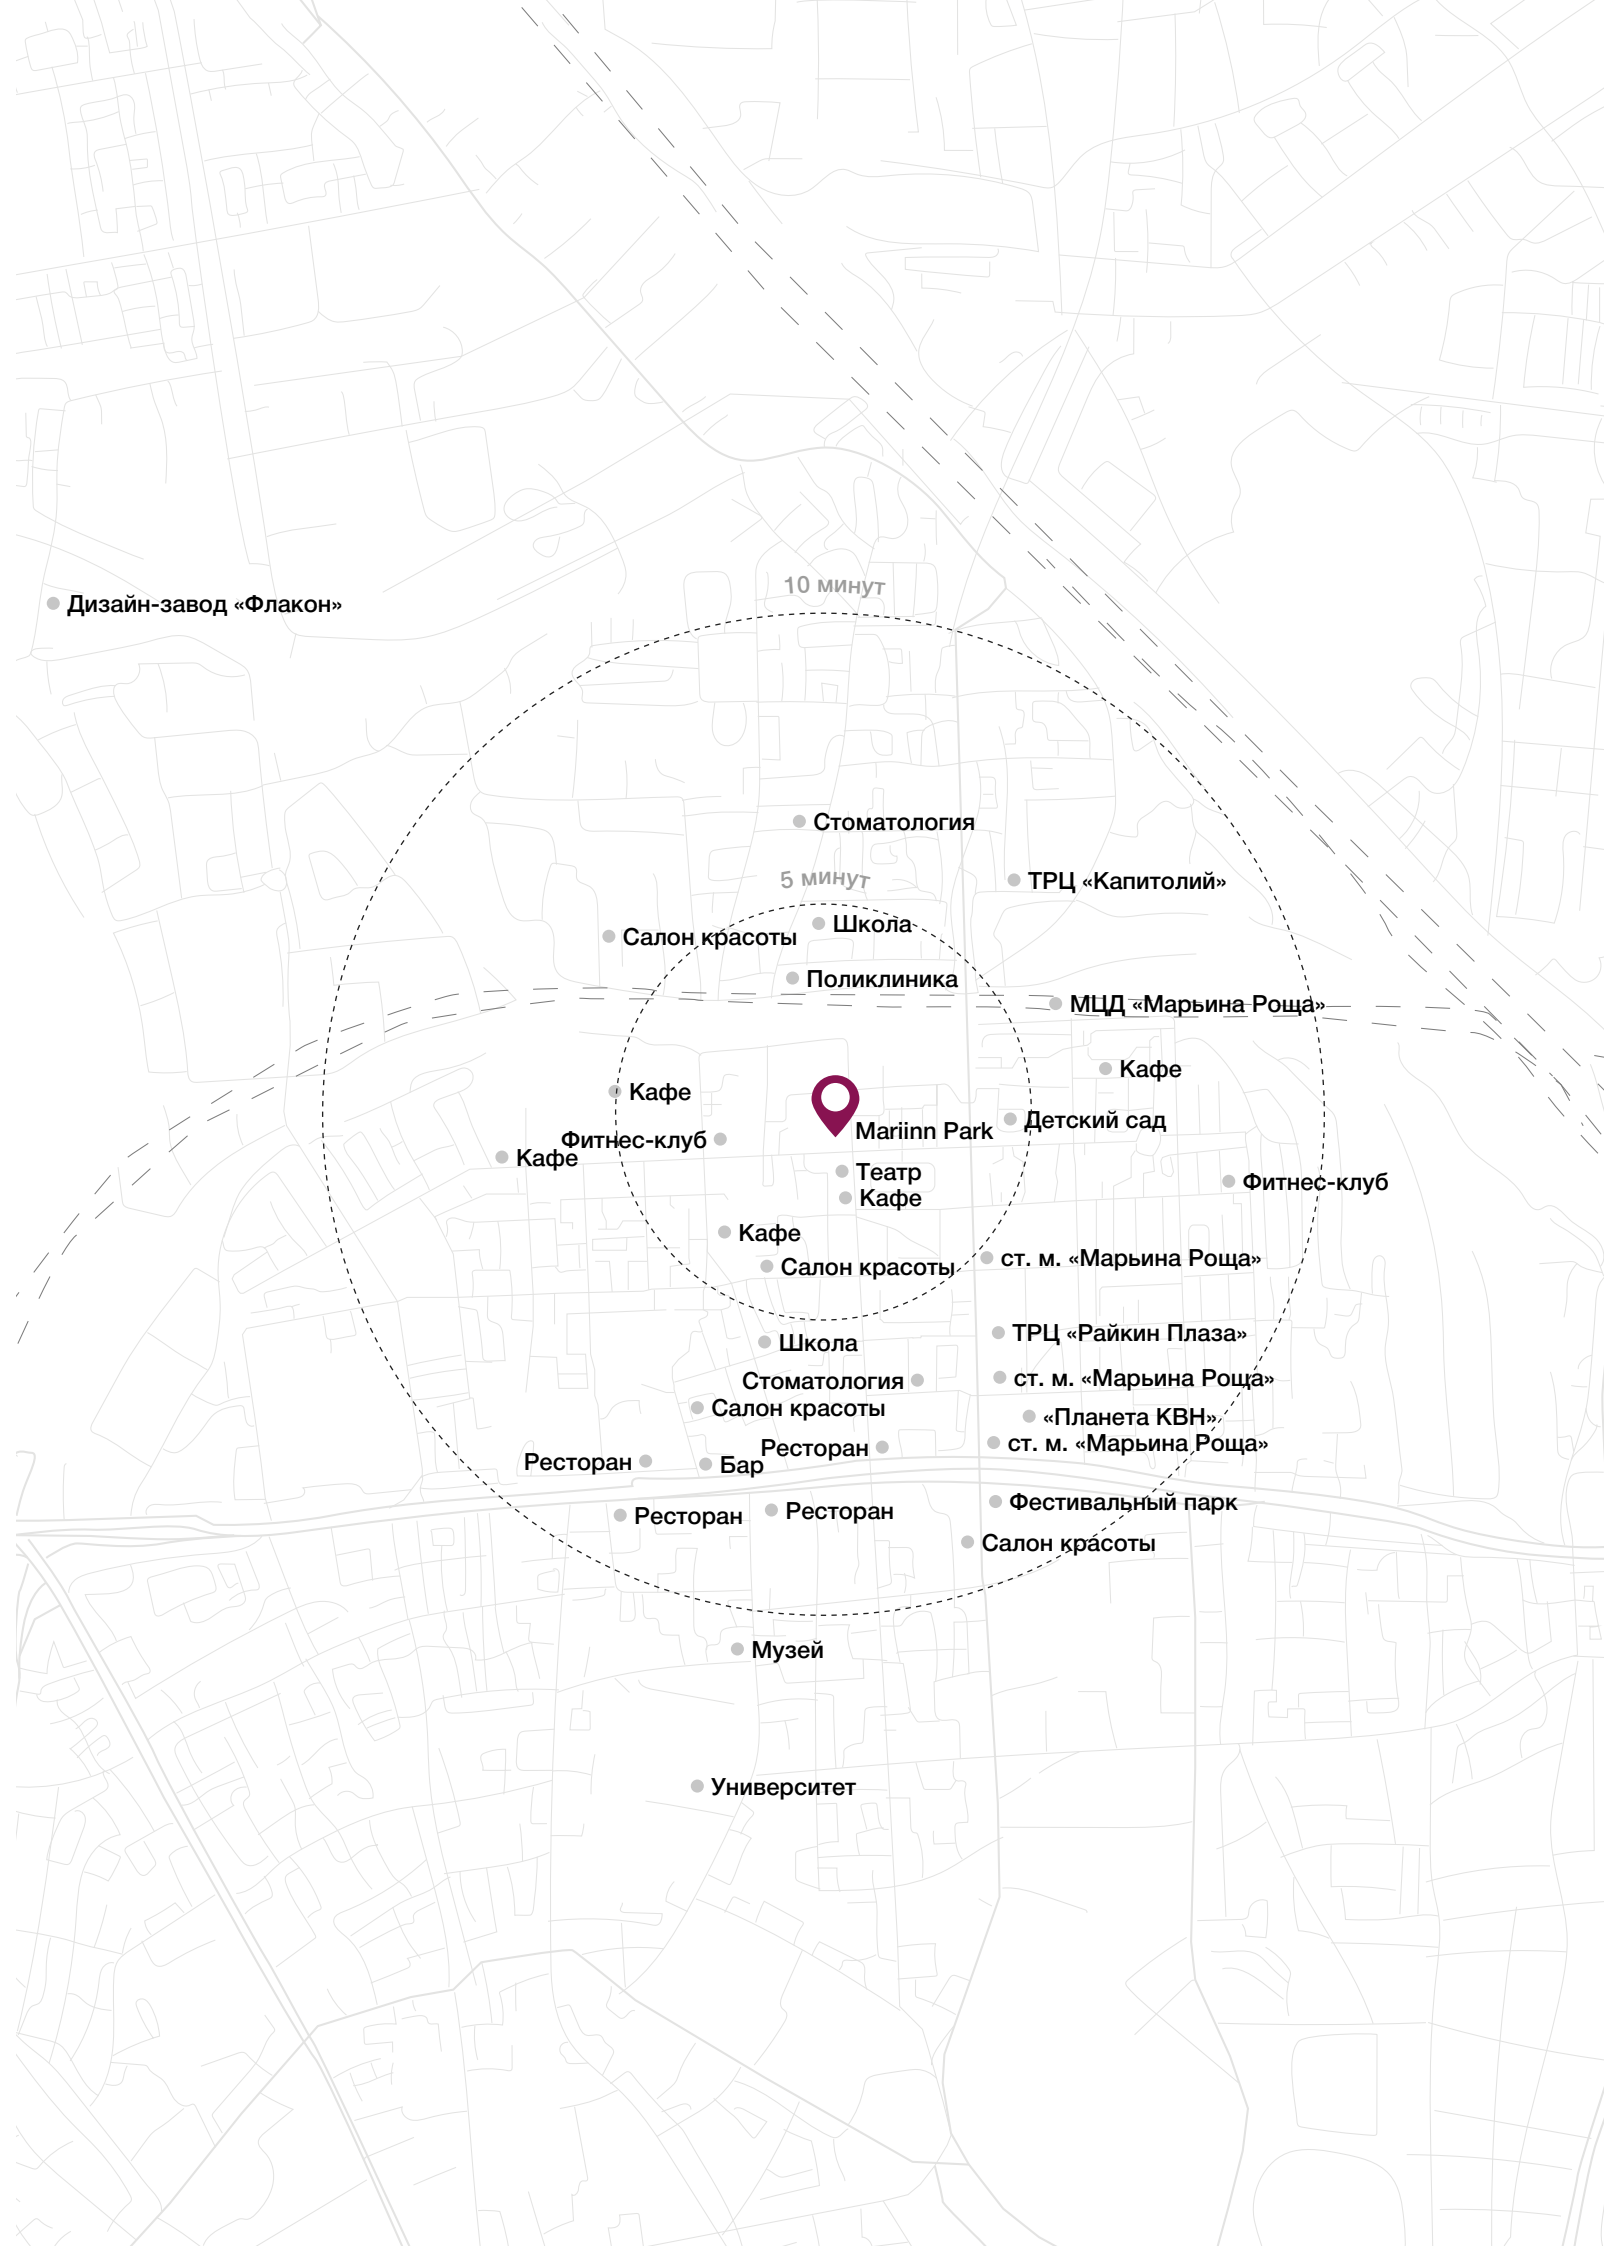 10 минут
Дизайн-завод «Флакон»
Стоматология
5 минут
ТРЦ «Капитолий»
Школа
Салон красоты
Поликлиника
МЦД «Марьина Роща»
Кафе
Кафе
Детский сад
Mariinn Park
Фитнес-клуб
Кафе
Театр
Фитнес-клуб
Кафе
Кафе
ст. м. «Марьина Роща»
Салон красоты
ТРЦ «Райкин Плаза»
Школа
ст. м. «Марьина Роща»
Стоматология
Салон красоты
«Планета КВН»
ст. м. «Марьина Роща»
Ресторан
Ресторан
Бар
Фестивальный парк
Ресторан
Ресторан
Салон красоты
Музей
Университет